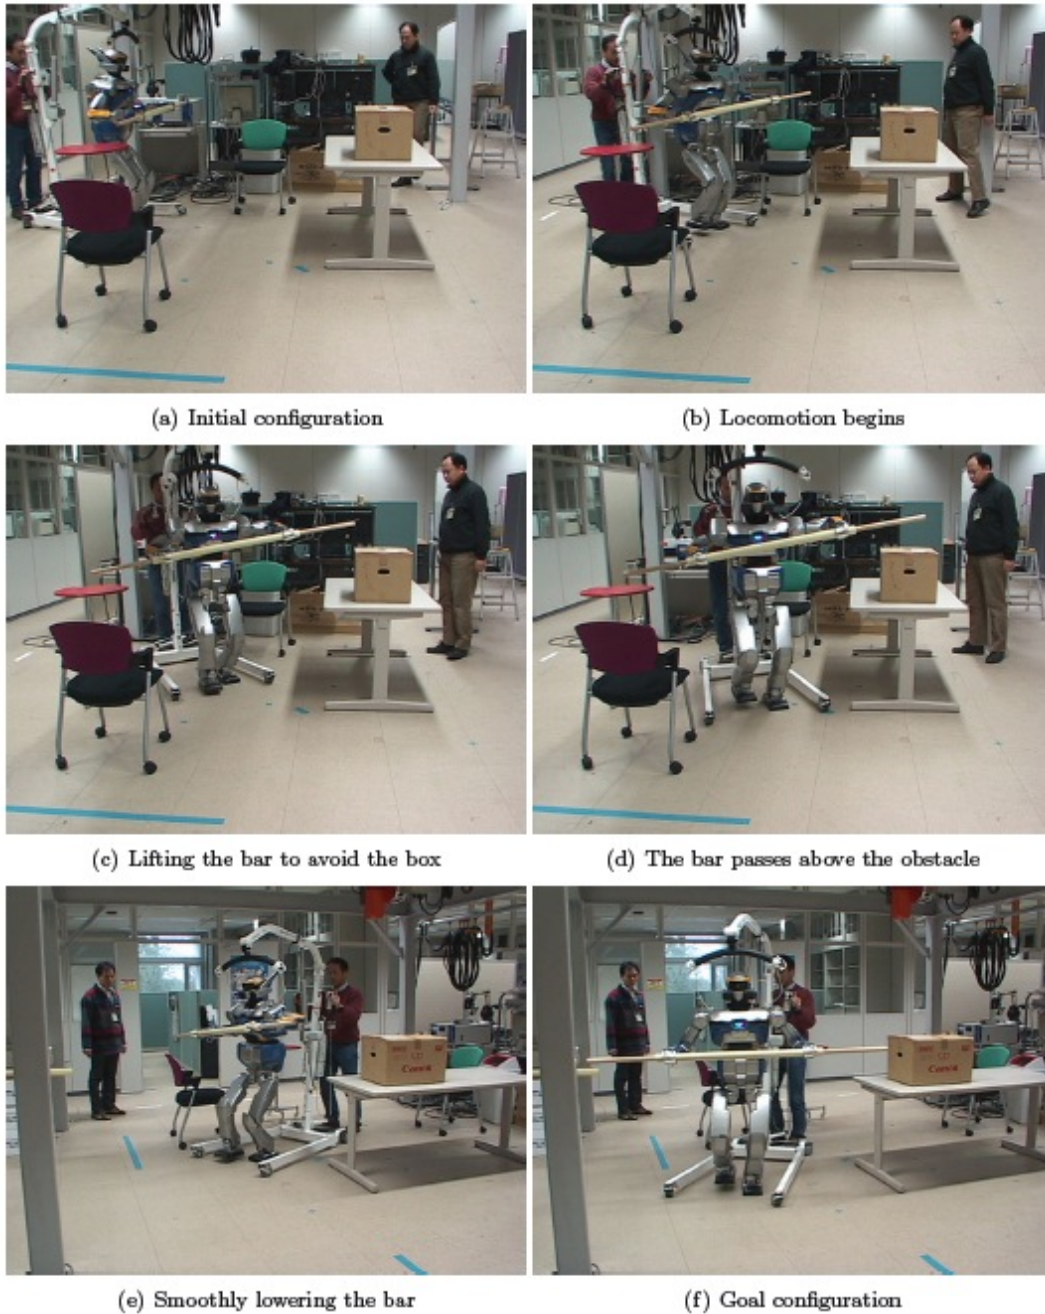 (a) Initial configuration
(b) Locomotion begins
(c) Lifting the bar to avoid the box
(d) The bar passes above the obstacle
Canon
Canon
(e) Smoothly lowering the bar
(f) Goal configuration